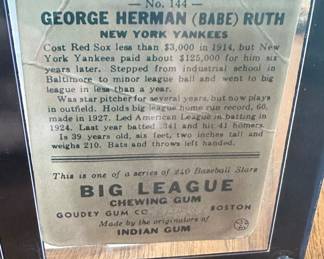 — No. 144 —
GEORGE HERMAN (BABE) RUTH
NEW YORK YANKEES
Cost Red Sox less than $3,000 in 1914, but New
York Yankees paid about $125,000 for him six
years later. Stepped from industrial school in
Baltimore to minor league ball and went to big
league in less than a year.
Was star pitcher for several years, but now plays
in outfield. Holds big league home run record, 60,
made in 1927. Led American League in batting in
1924. Last year batted .341 and hit 41 homers.
Is 39 years old, six feet, two inches tall and
weighs 210. Bats and throws left handed.
This is one of a series of 240 Baseball Stars
BIG LEAGUE
CHEWING GUM
GOUDEY GUM CO. BOSTON
Made by the originators of
INDIAN GUM